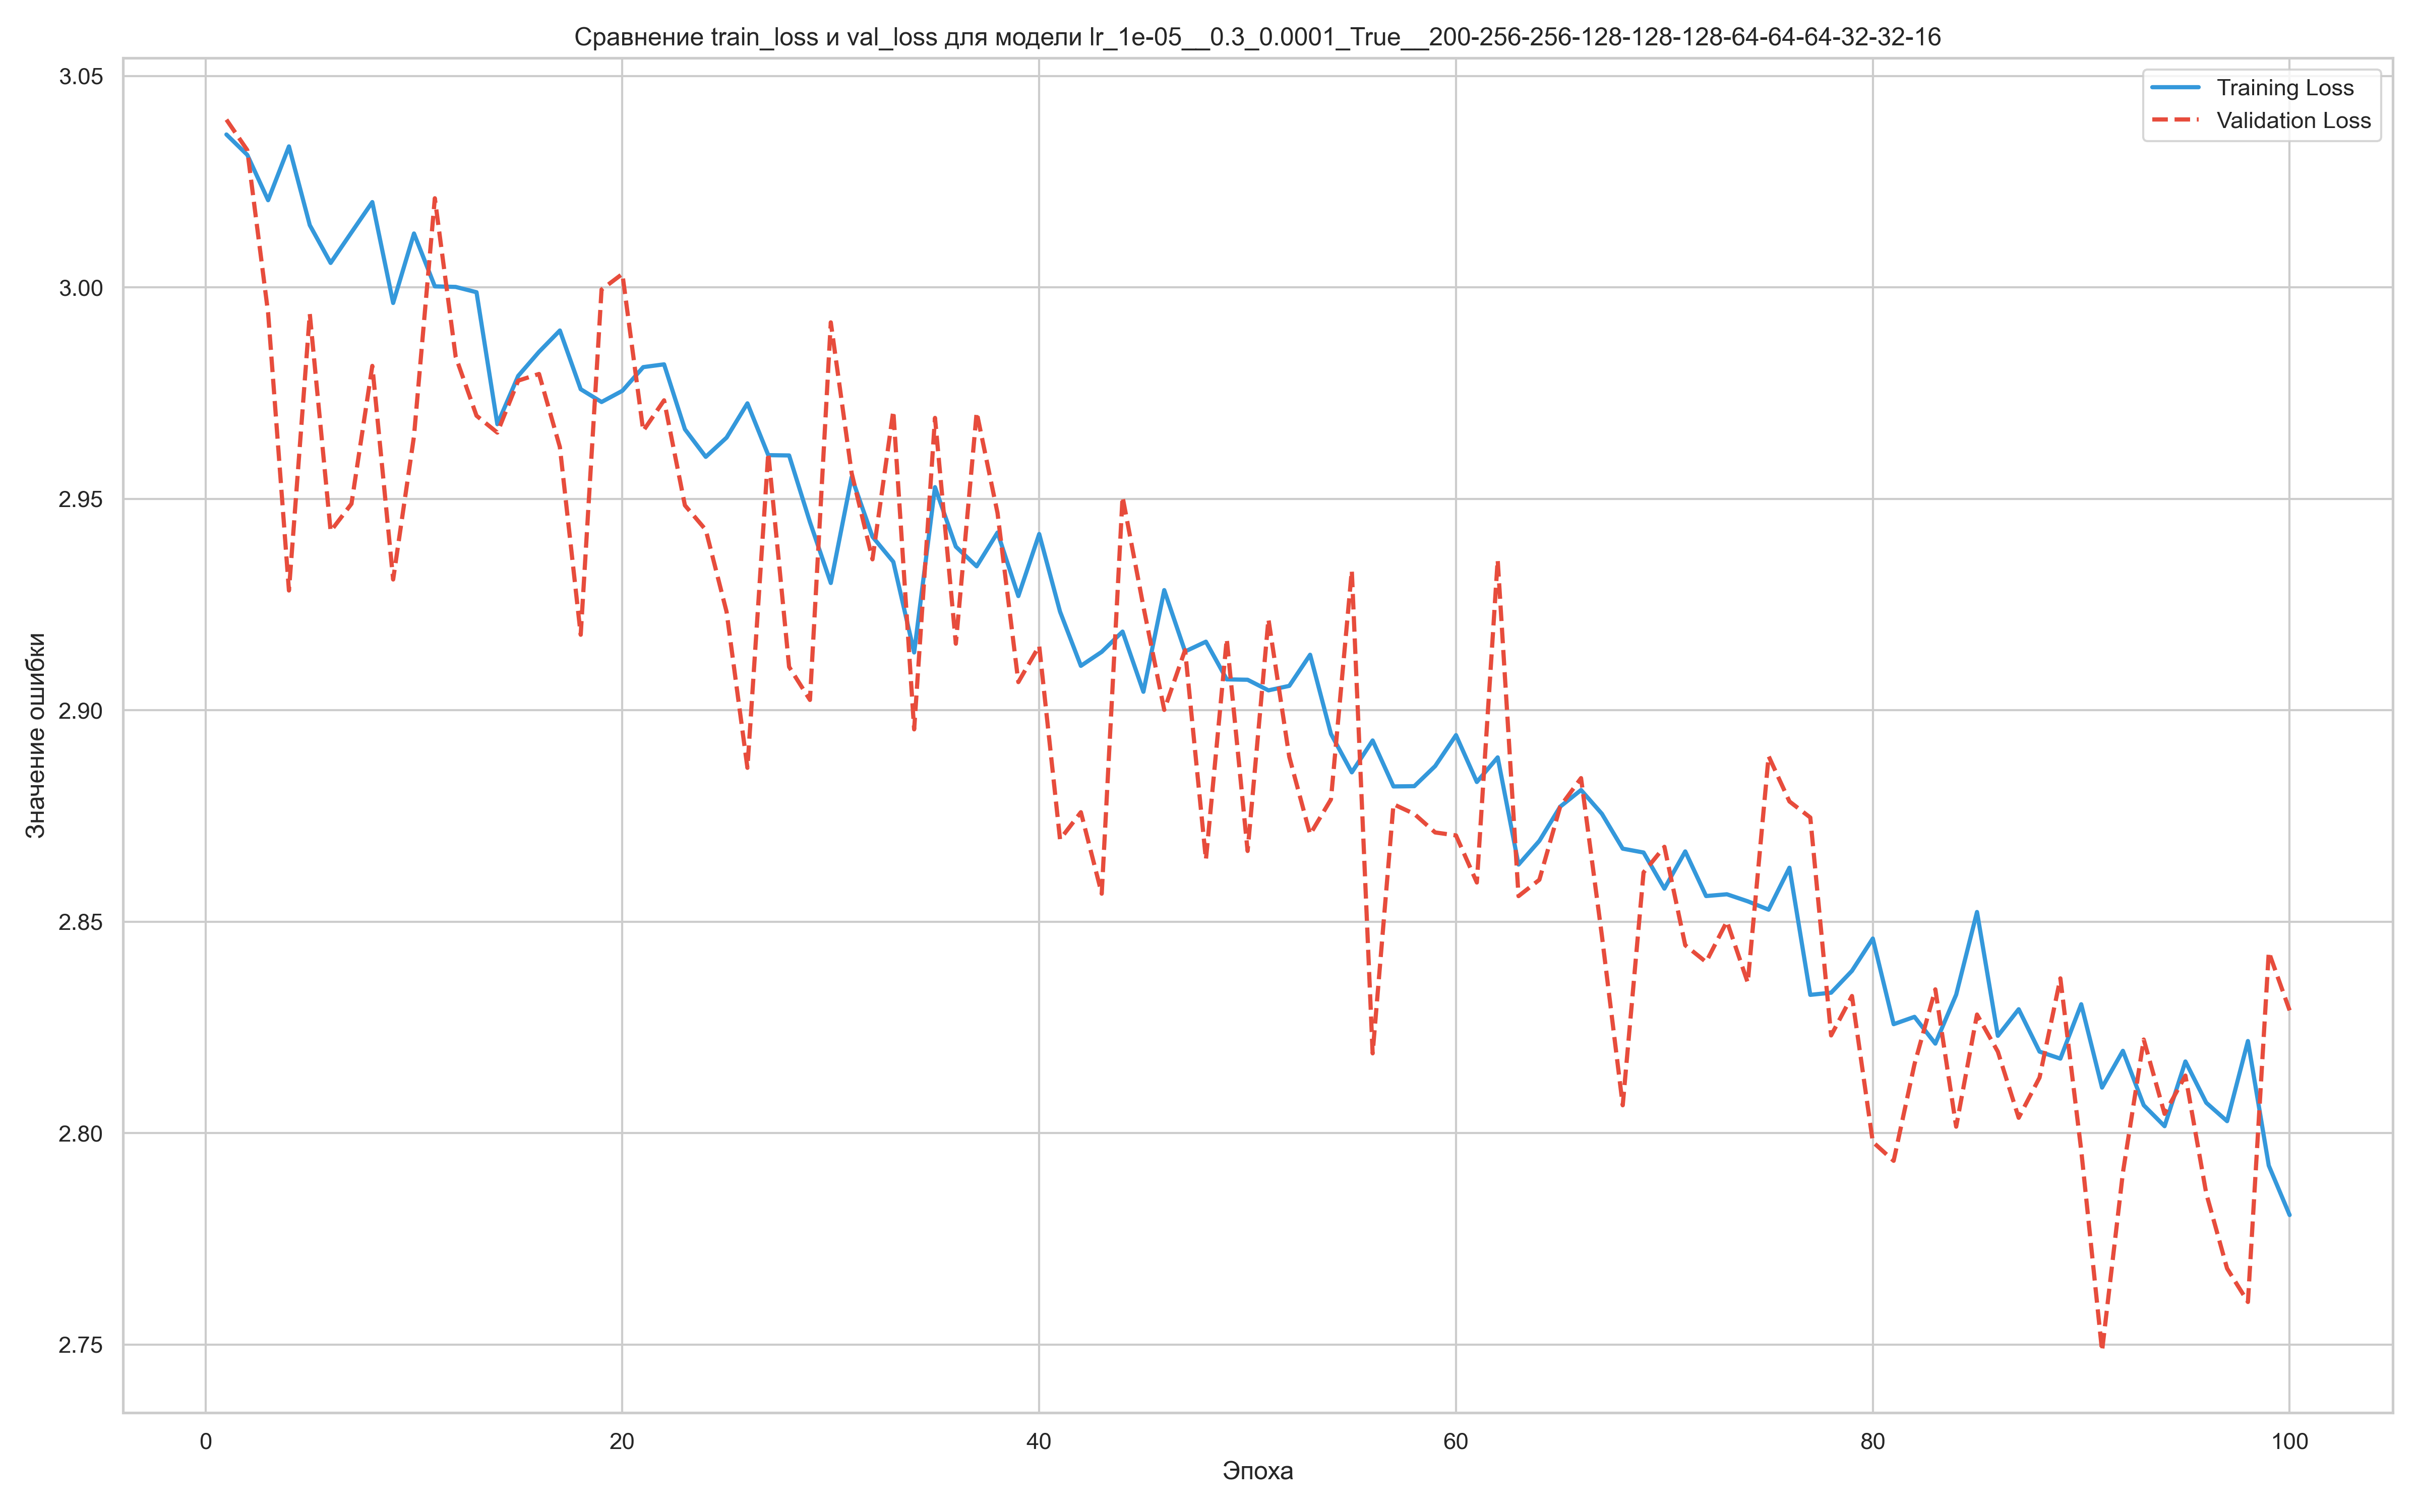 Сравнение train_loss и val_loss для модели lr_1e-05__0.3_0.0001_True__200-256-256-128-128-128-64-64-64-32-32-16
Training Loss
Validation Loss
Значение ошибки
3.05
3.00
2.95
2.90
2.85
2.80
2.75
0 20 40 60 80 100
Эпоха